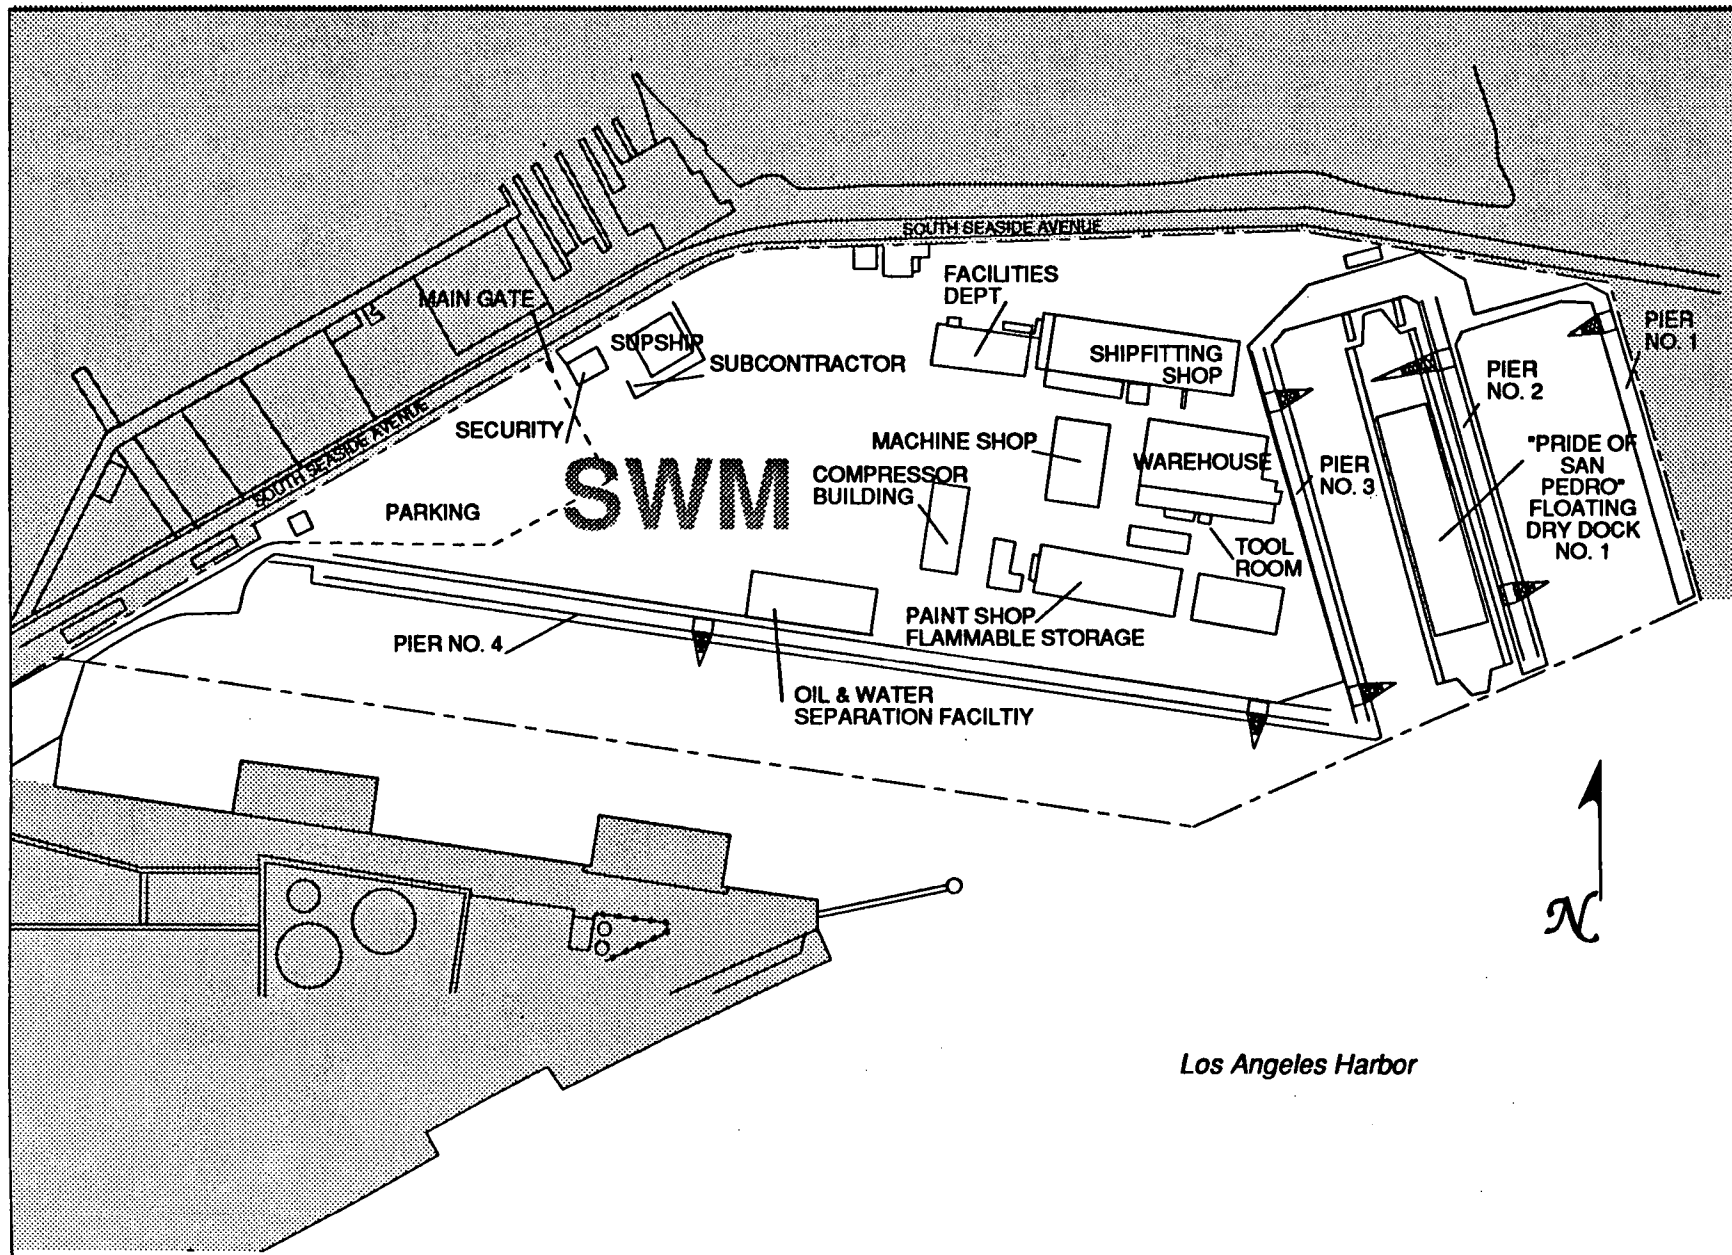 SOUTH SEASIDE AVENUE
FACILITIES
DEPT
MAIN GATE
PIER
NO. 1
SUPSHIP
SUBCONTRACTOR
SHIPFITTING
SHOP
PIER
NO. 2
SECURITY
SOUTH SEASIDE AVENUE
MACHINE SHOP
"PRIDE OF
SAN
PEDRO"
FLOATING
DRY DOCK
NO. 1
WAREHOUSE
PIER
NO. 3
SWM
COMPRESSOR
BUILDING
PARKING
TOOL
ROOM
PAINT SHOP
FLAMMABLE STORAGE
PIER NO. 4
OIL & WATER
SEPARATION FACILTIY
N
Los Angeles Harbor